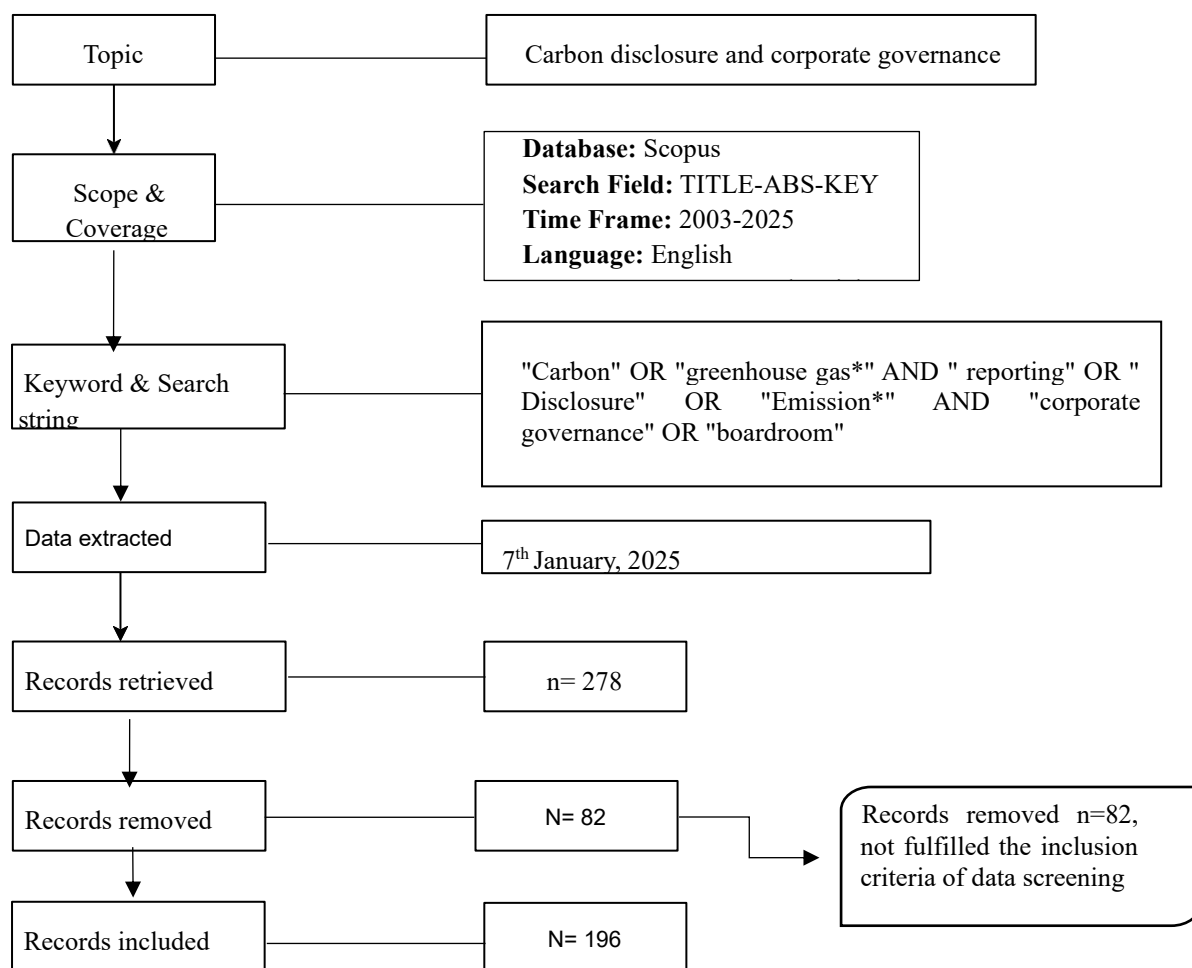 Topic
Carbon disclosure and corporate governance
Scope &
Coverage
Database: Scopus
Search Field: TITLE-ABS-KEY
Time Frame: 2003-2025
Language: English
Keyword & Search
string
"Carbon" OR "greenhouse gas*" AND " reporting" OR "
Disclosure" OR "Emission*" AND "corporate
governance" OR "boardroom"
Data extracted
7th January, 2025
Records retrieved
n= 278
Records removed
N= 82
Records removed n=82,
not fulfilled the inclusion
criteria of data screening
Records included
N= 196